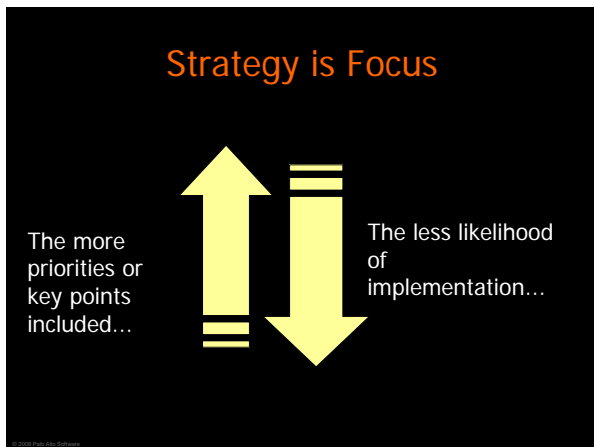 Strategy is Focus
The more
priorities or
key points
included…
The less likelihood
of
implementation…
© 2008 Palo Alto Software